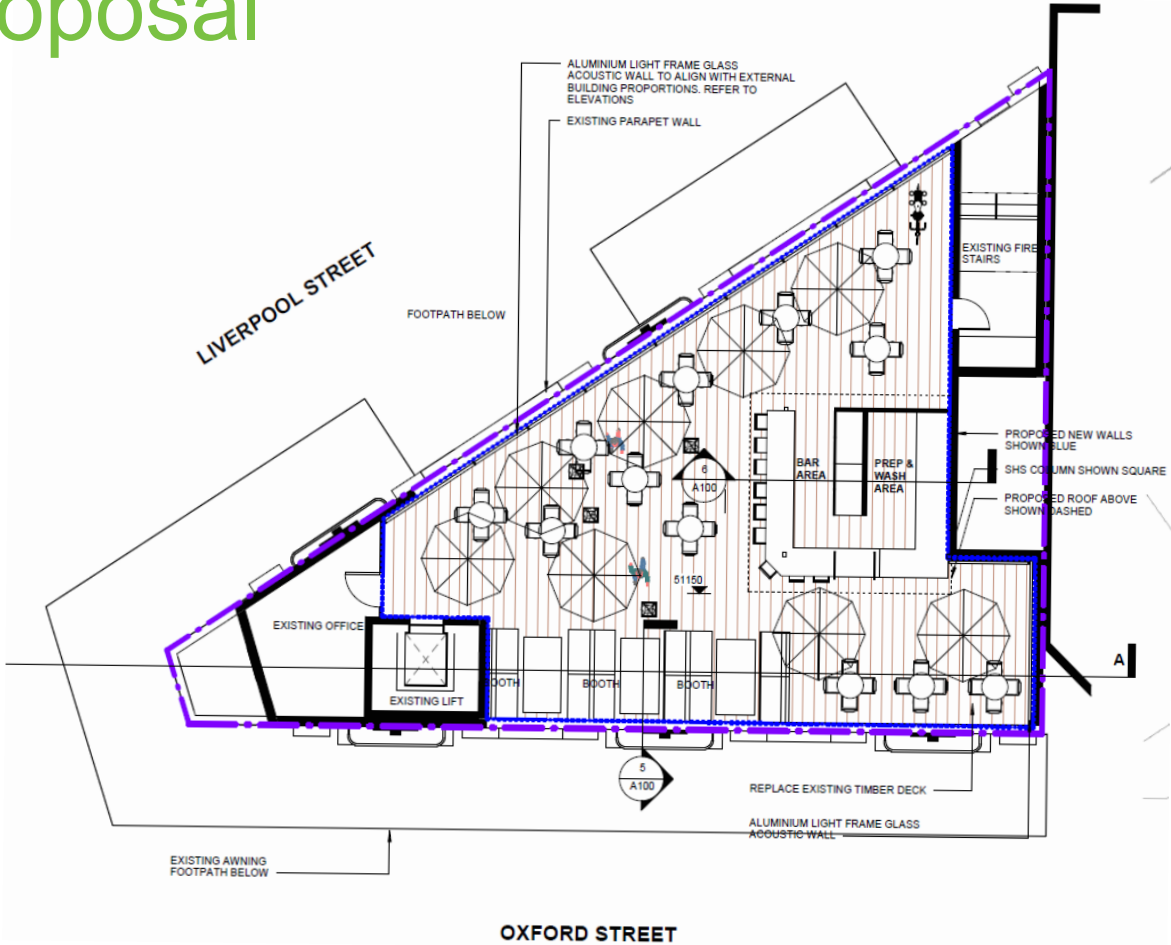 oposal
ALUMINIUM LIGHT FRAME GLASS
ACOUSTIC WALL TO ALIGN WITH EXTERNAL
BUILDING PROPORTIONS. REFER TO
ELEVATIONS
EXISTING PARAPET WALL
LIVERPOOL STREET
FOOTPATH BELOW
EXISTING FIRE
STAIRS
PROPOSED NEW WALLS
SHOWN BLUE
SHS COLUMN SHOWN SQUARE
PROPOSED ROOF ABOVE
SHOWN DASHED
BAR
AREA
PREP &
WASH
AREA
6
A100
51150
EXISTING OFFICE
EXISTING LIFT
OOTH
BOOTH
BOOTH
A
5
A100
REPLACE EXISTING TIMBER DECK
ALUMINIUM LIGHT FRAME GLASS
ACOUSTIC WALL
EXISTING AWNING
FOOTPATH BELOW
OXFORD STREET